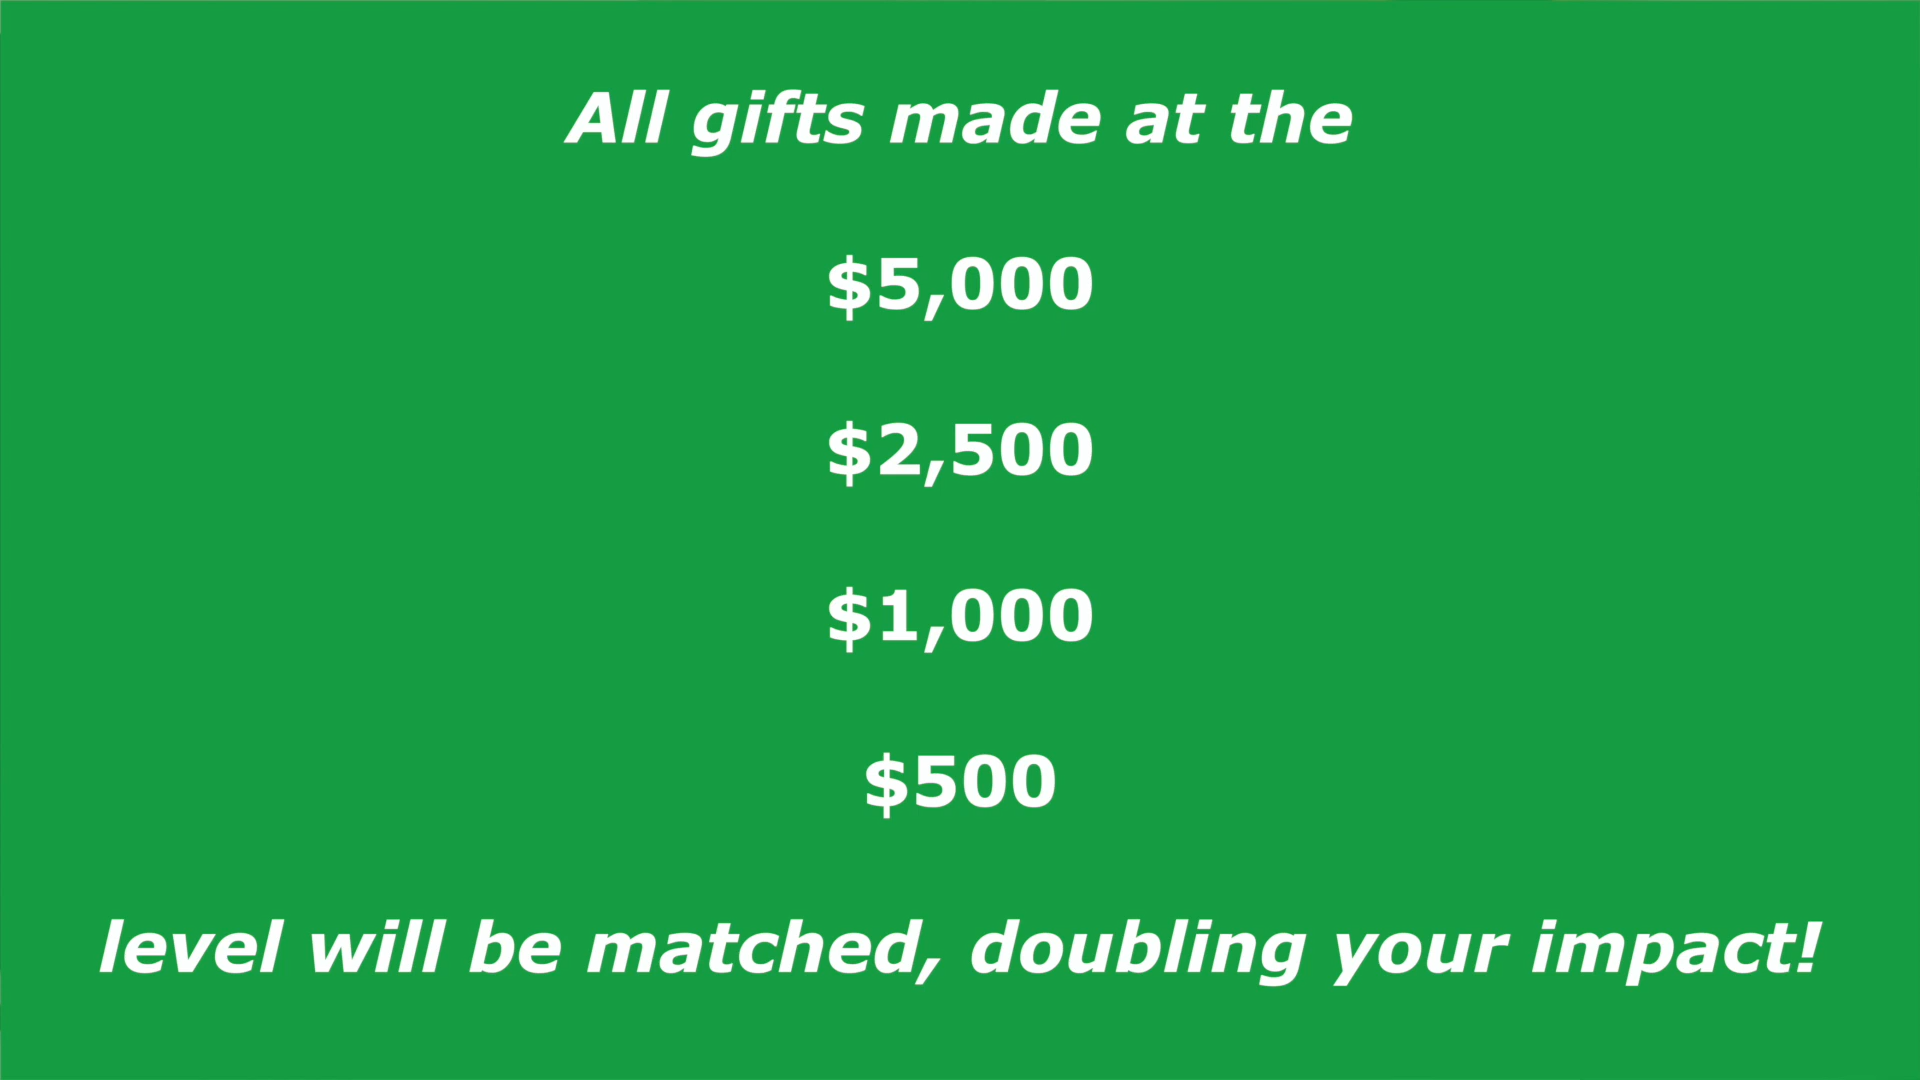 All gifts made at the
$5,000
$2,500
$1,000
$500
level will be matched, doubling your impact!